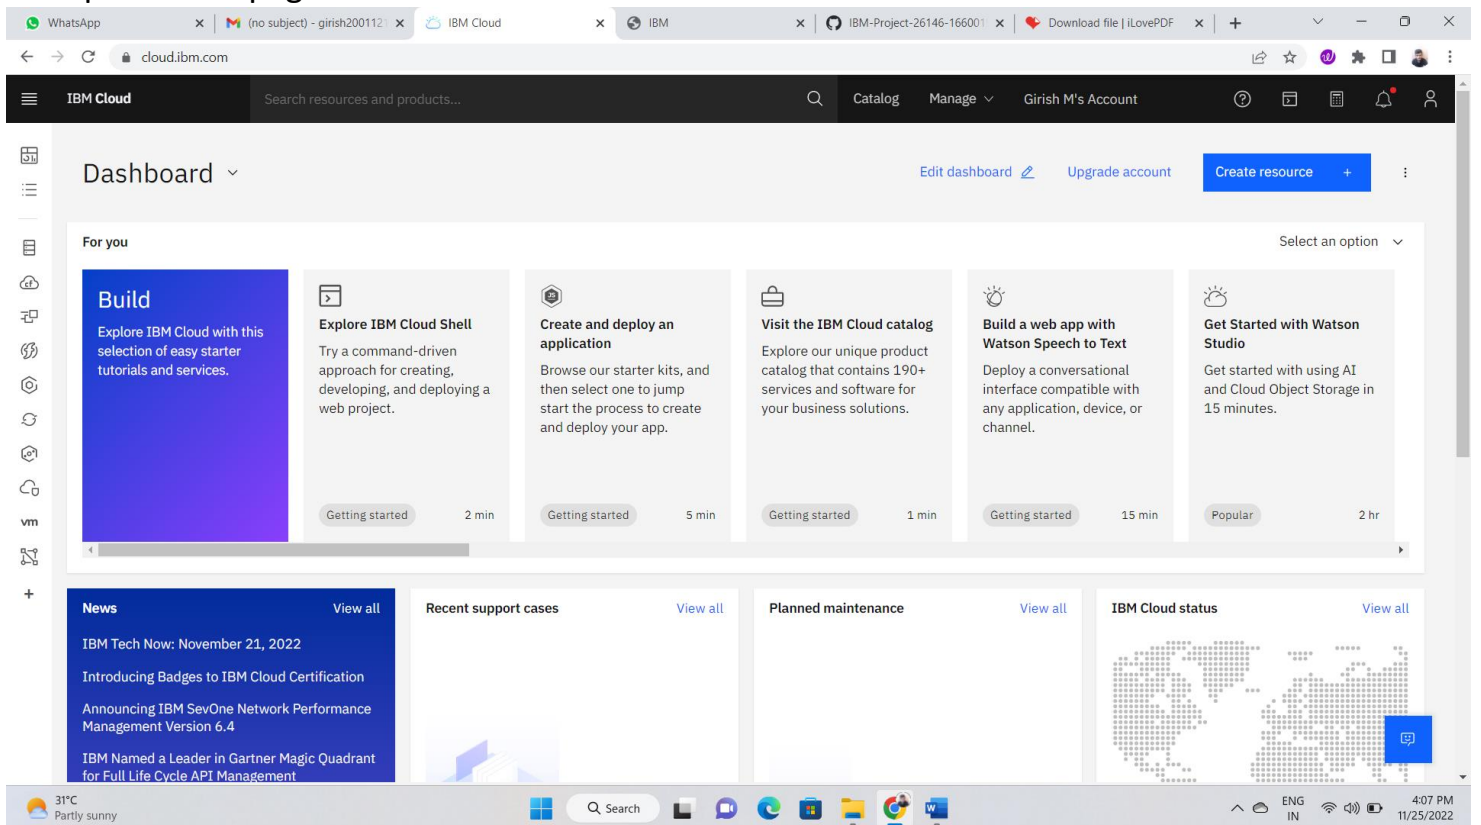 WhatsApp
(no subject) - girish2001121
IBM Cloud
IBM
IBM-Project-26146-166001
Download file | iLovePDF
cloud.ibm.com
IBM Cloud
Search resources and products...
Catalog
Manage
Girish M's Account
Dashboard
Edit dashboard
Upgrade account
Create resource +
For you
Select an option
Build
Explore IBM Cloud with this
selection of easy starter
tutorials and services.
Explore IBM Cloud Shell
Try a command-driven
approach for creating,
developing, and deploying a
web project.
Getting started
2 min
Create and deploy an
application
Browse our starter kits, and
then select one to jump
start the process to create
and deploy your app.
Getting started
5 min
Visit the IBM Cloud catalog
Explore our unique product
catalog that contains 190+
services and software for
your business solutions.
Getting started
1 min
Build a web app with
Watson Speech to Text
Deploy a conversational
interface compatible with
any application, device, or
channel.
Getting started
15 min
Get Started with Watson
Studio
Get started with using AI
and Cloud Object Storage in
15 minutes.
Popular
2 hr
vm
News
View all
IBM Tech Now: November 21, 2022
Introducing Badges to IBM Cloud Certification
Announcing IBM SevOne Network Performance
Management Version 6.4
IBM Named a Leader in Gartner Magic Quadrant
for Full Life Cycle API Management
Recent support cases
View all
Planned maintenance
View all
IBM Cloud status
View all
31°C
Partly sunny
Search
ENG
IN
4:07 PM
11/25/2022